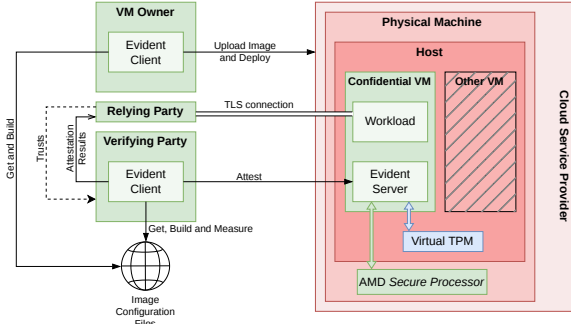 VM Owner
Evident
Client
Upload Image
and Deploy
Physical Machine
Host
Confidential VM
Other VM
Workload
Evident
Server
Virtual TPM
AMD Secure Processor
Cloud Service Provider
Relying Party
TLS connection
Verifying Party
Evident
Client
Attest
Get and Build
Trusts
Attestation
Results
Get, Build and Measure
Image
Configuration
Files